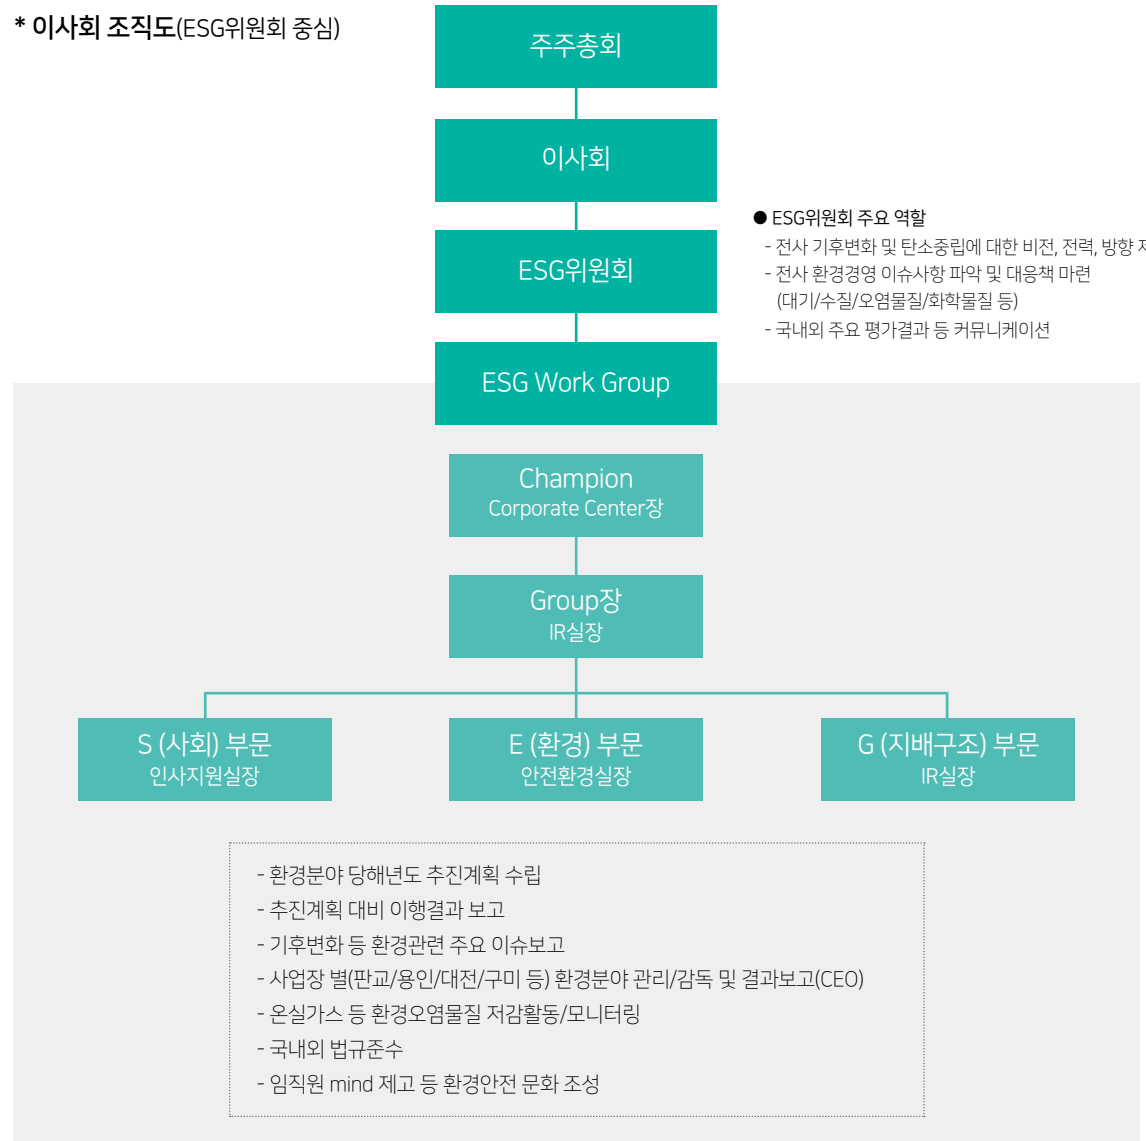 * 이사회 조직도(ESG위원회 중심)
주주총회
이사회
ESG위원회
ESG Work Group
● ESG위원회 주요 역할
- 전사 기후변화 및 탄소중립에 대한 비전, 전력, 방향
- 전사 환경경영 이슈사항 파악 및 대응책 마련
(대기/수질/오염물질/화학물질 등)
- 국내외 주요 평가결과 등 커뮤니케이션
Champion
Corporate Center장
Group장
IR실장
S (사회) 부문
인사지원실장
E (환경) 부문
안전환경실장
G (지배구조) 부문
IR실장
- 환경분야 당해년도 추진계획 수립
- 추진계획 대비 이행결과 보고
- 기후변화 등 환경관련 주요 이슈보고
- 사업장 별(판교/용인/대전/구미 등) 환경분야 관리/감독 및 결과보고(CEO)
- 온실가스 등 환경오염물질 저감활동/모니터링
- 국내외 법규준수
- 임직원 mind 제고 등 환경안전 문화 조성